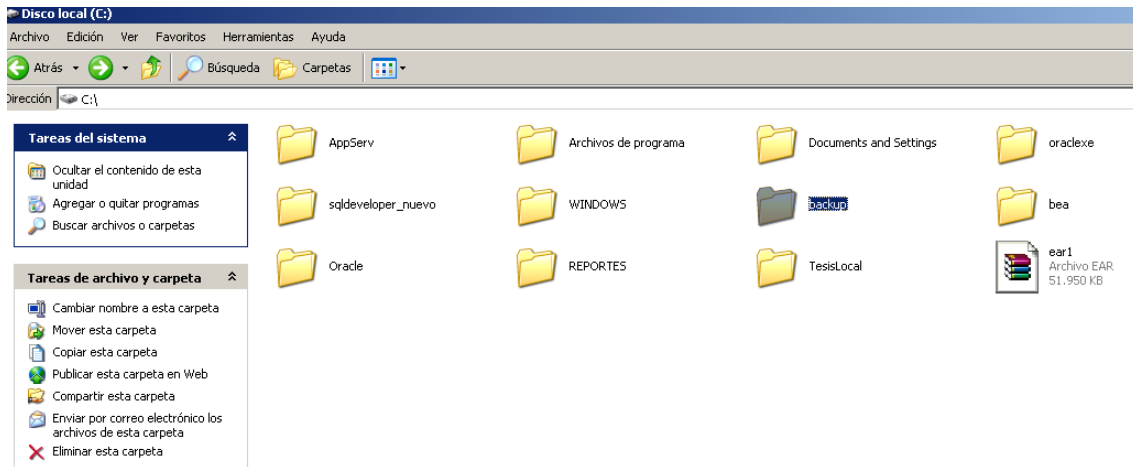 Disco local (C:)
Archivo Edición Ver Favoritos Herramientas Ayuda
Atrás Búsqueda Carpetas
Dirección C:\
Tareas del sistema
Ocultar el contenido de esta
unidad
Agregar o quitar programas
Buscar archivos o carpetas
Tareas de archivo y carpeta
Cambiar nombre a esta carpeta
Mover esta carpeta
Copiar esta carpeta
Publicar esta carpeta en Web
Compartir esta carpeta
Enviar por correo electrónico los
archivos de esta carpeta
Eliminar esta carpeta
AppServ Archivos de programa Documents and Settings oraclexe
sqldeveloper_nuevo WINDOWS backup bea
Oracle REPORTES TesisLocal ear1
Archivo EAR
51.950 KB